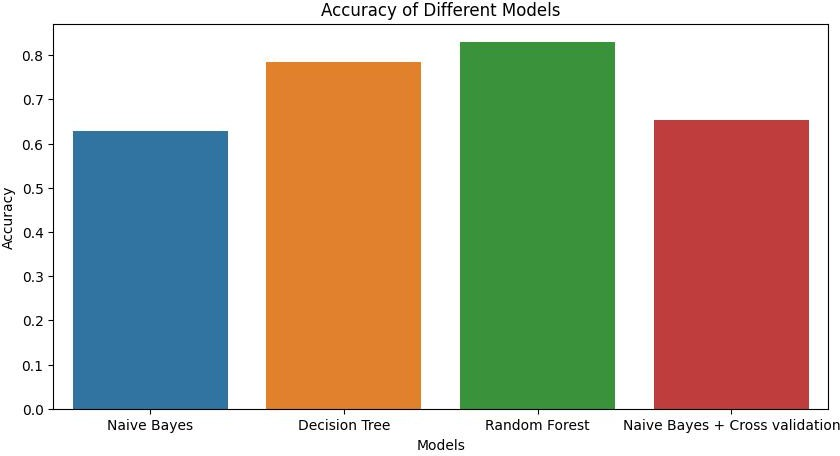 Accuracy of Different Models
Accuracy
0.8
0.7
0.6
0.5
0.4
0.3
0.2
0.1
0.0
Naive Bayes
Decision Tree
Random Forest
Naive Bayes + Cross validation
Models